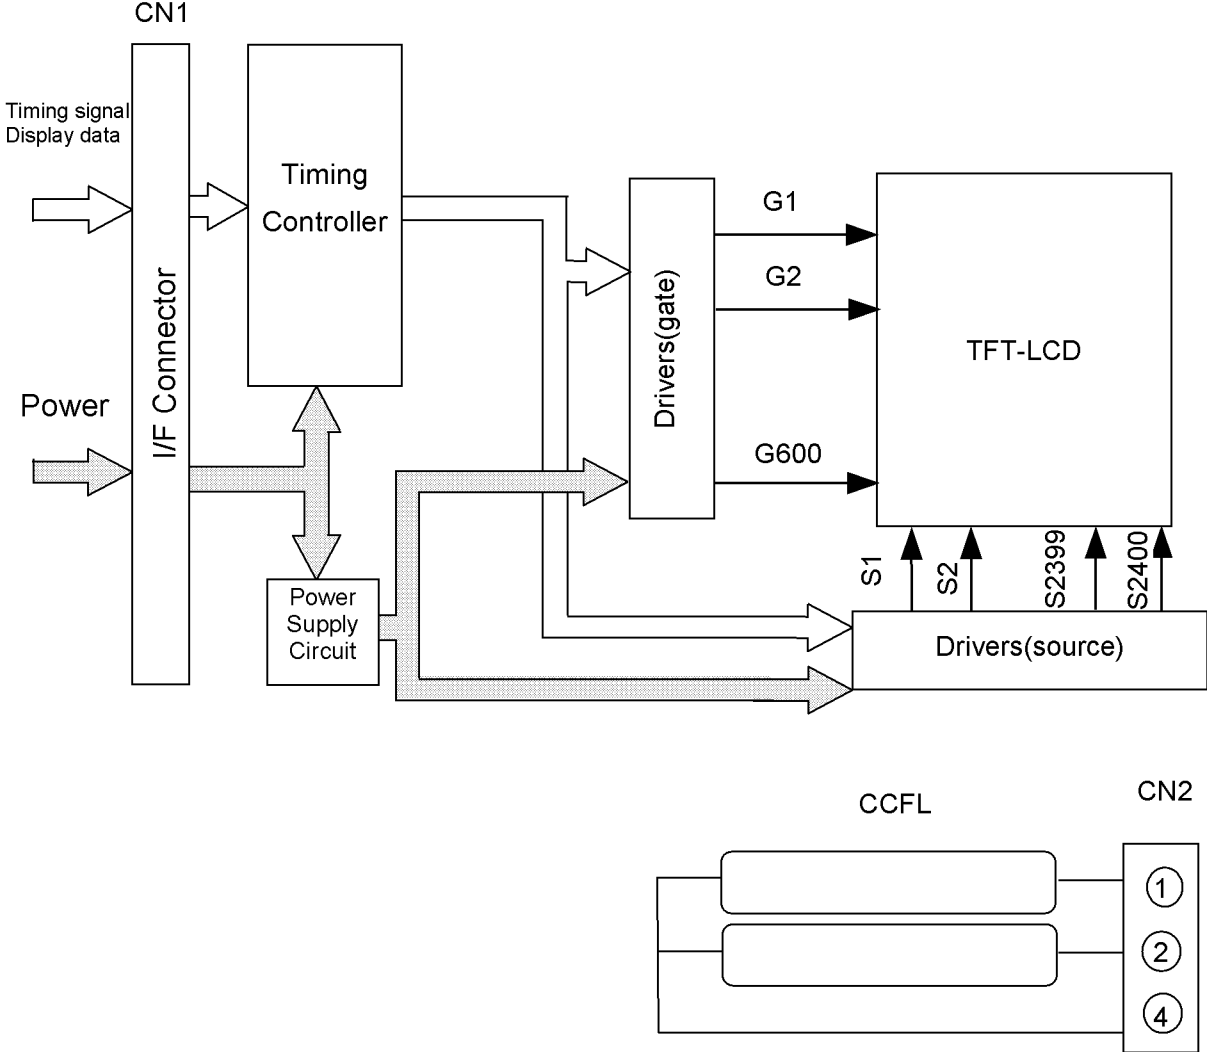 CN1
Timing signal
Display data
Timing
Controller
I/F Connector
Power
Power
Supply
Circuit
Drivers(gate)
G1
G2
G600
TFT-LCD
S1
S2
S2399
S2400
Drivers(source)
CCFL
CN2
1
2
4